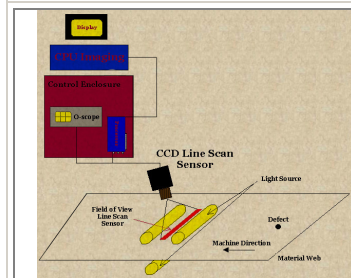 Display
CPU Imaging
Control Enclosure
O-scope
CCD Line Scan
Sensor
Light Source
Field of View
Line Scan
Sensor
Defect
Machine Direction
Material Web